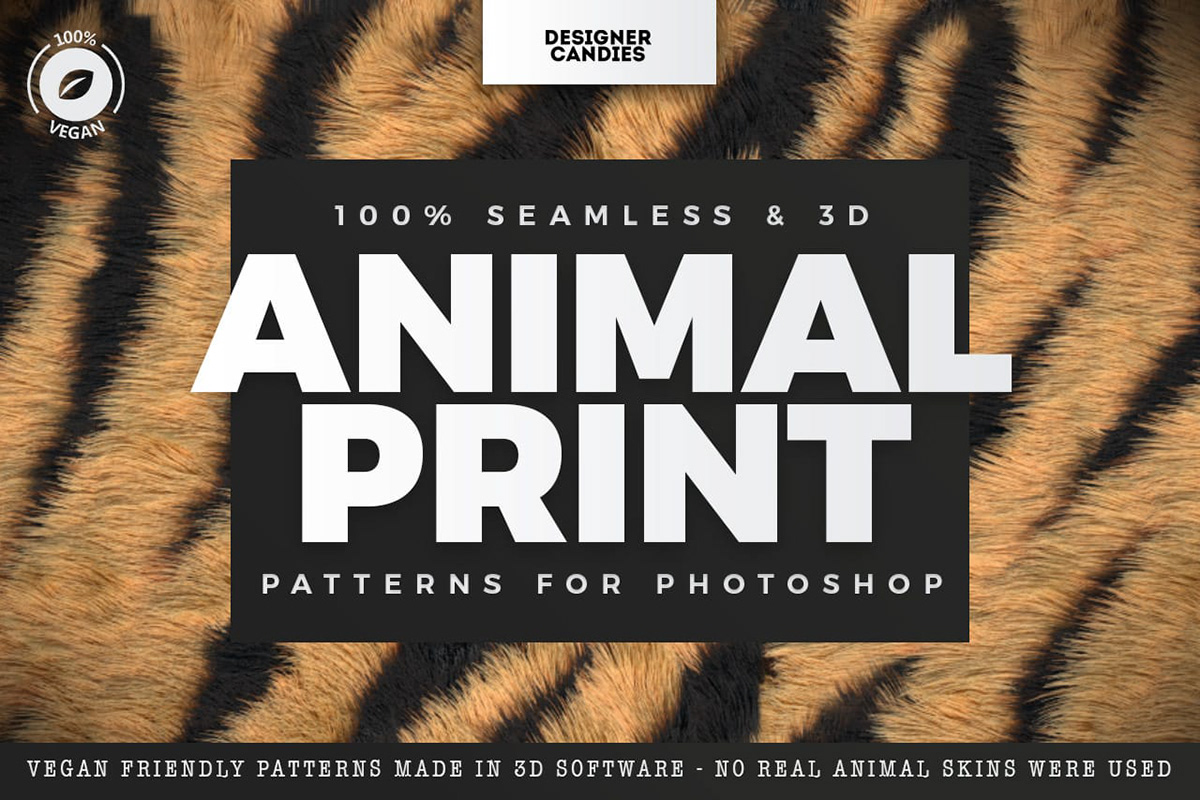 100%
VEGAN
DESIGNER
CANDIES
100% SEAMLESS & 3D
ANIMAL
PRINT
PATTERNS FOR PHOTOSHOP
VEGAN FRIENDLY PATTERNS MADE IN 3D SOFTWARE - NO REAL ANIMAL SKINS WERE USED